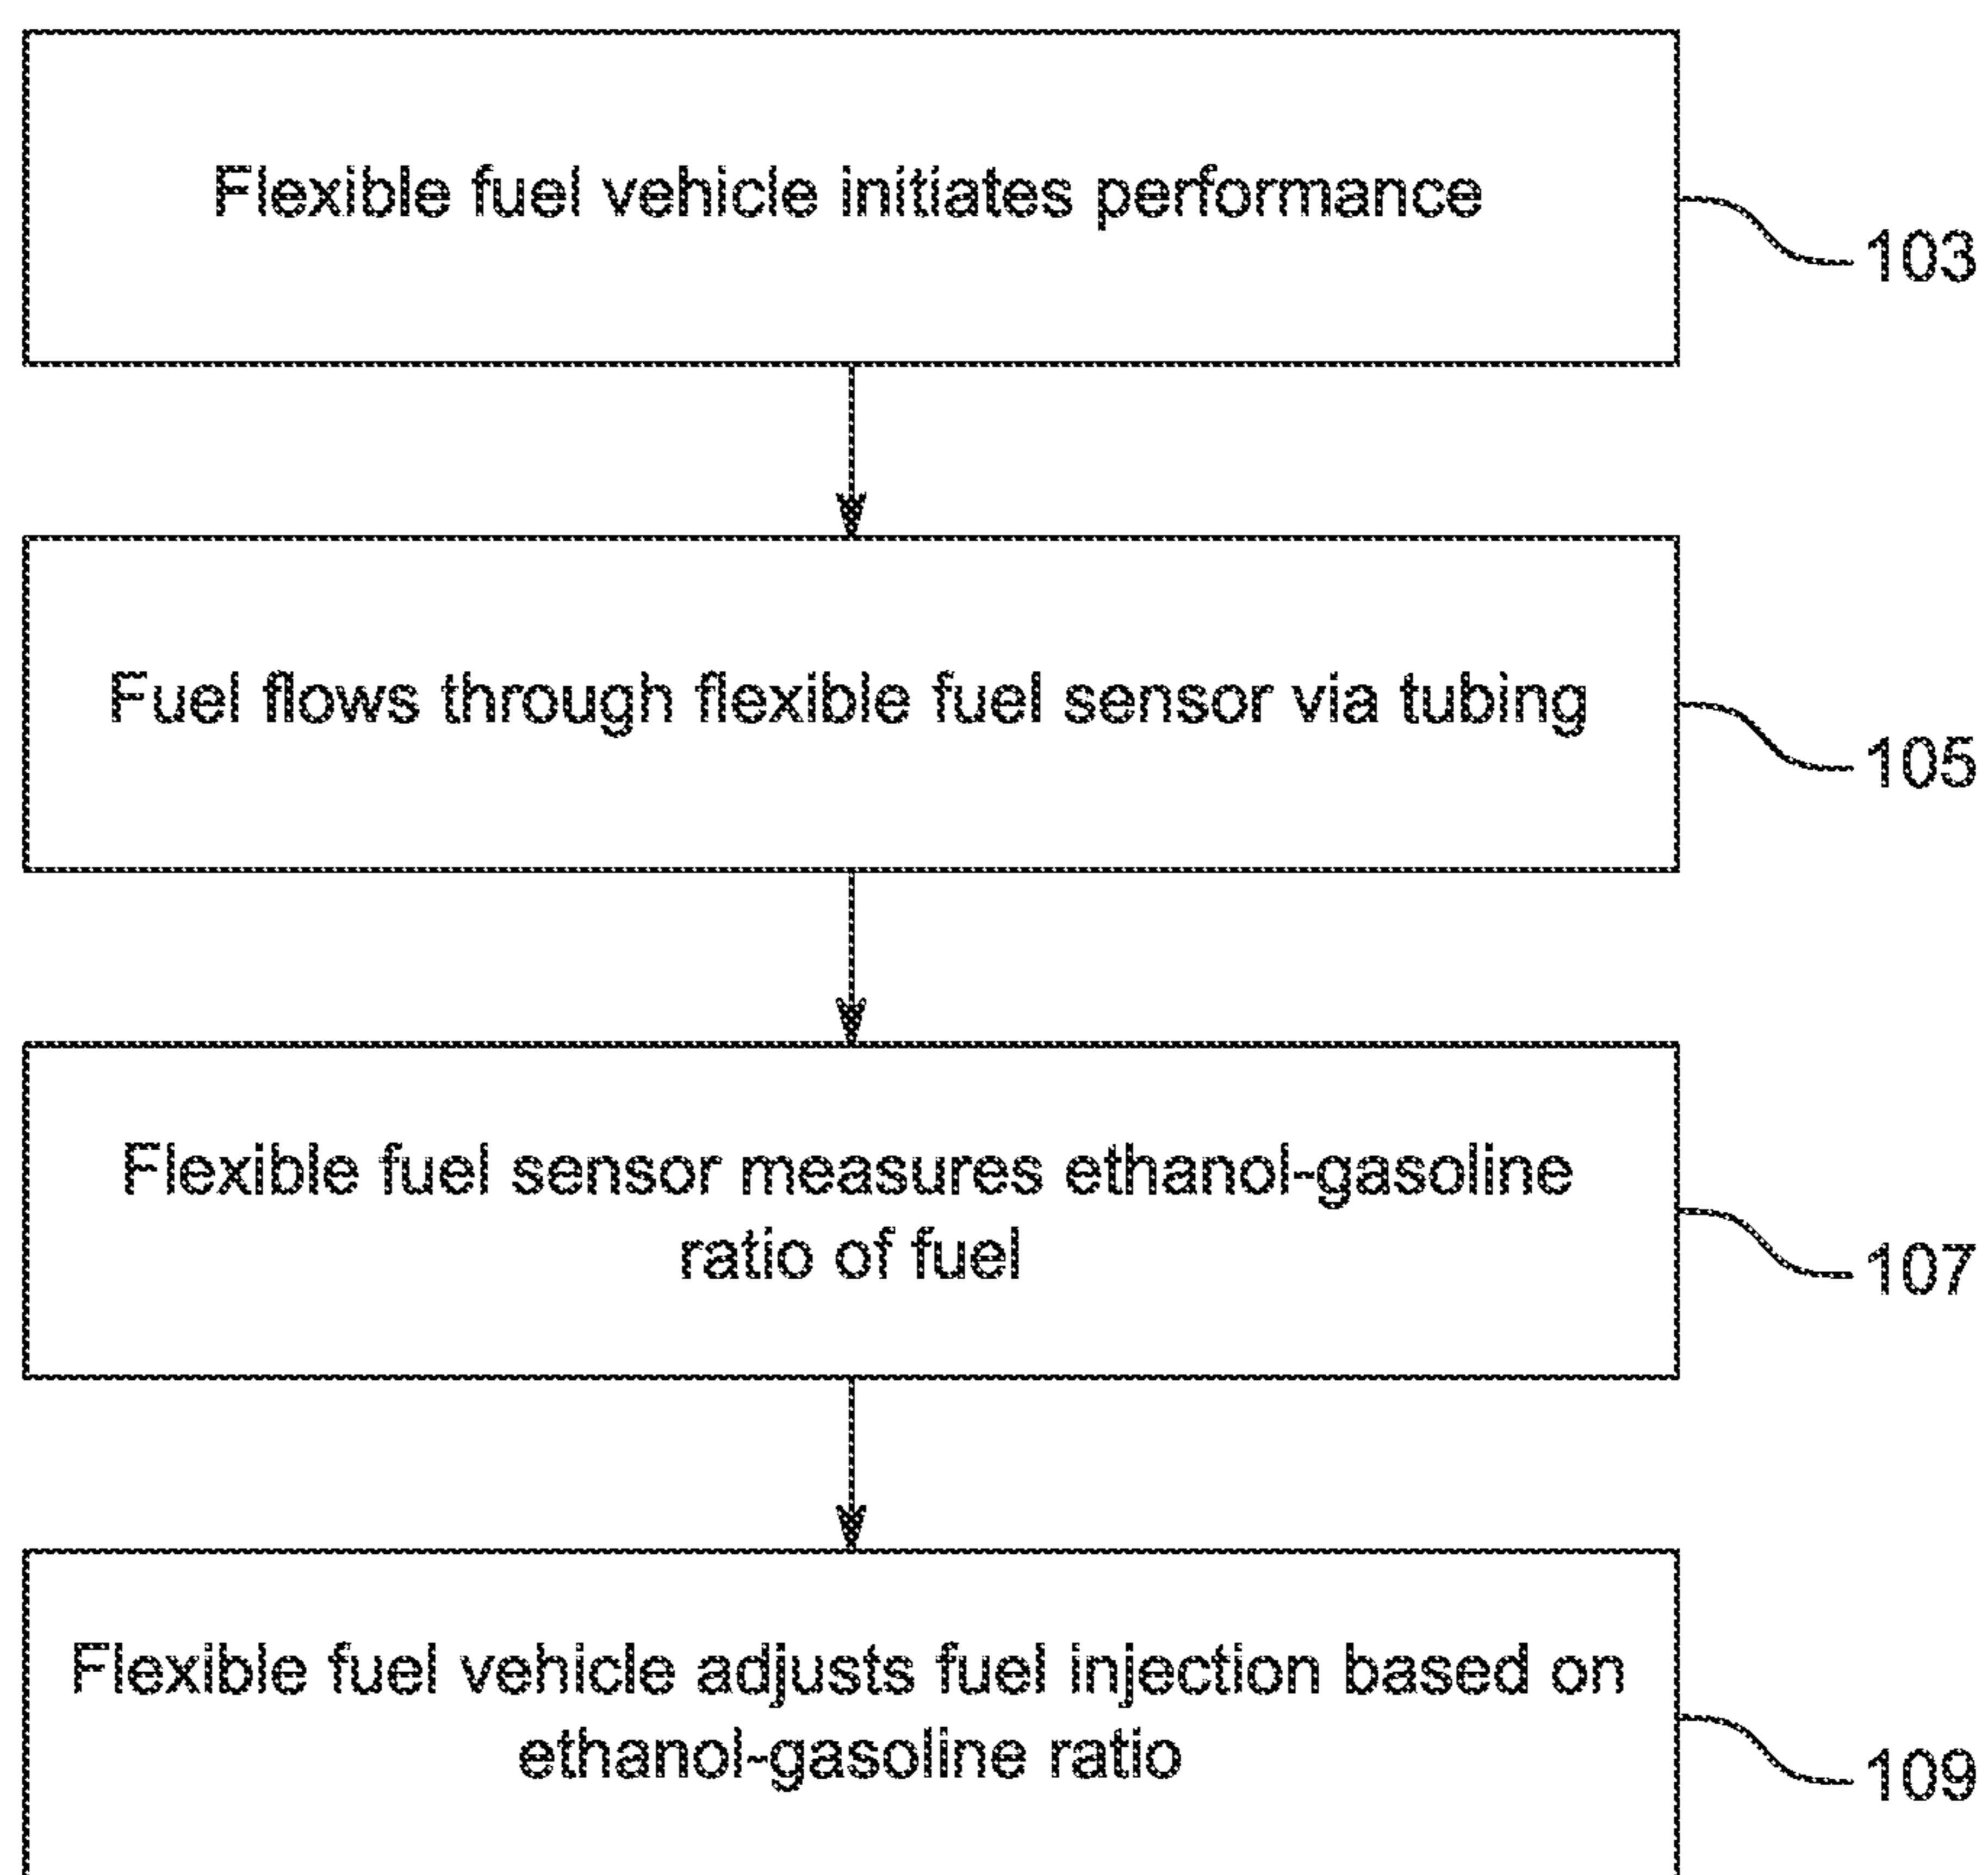 Flexible fuel vehicle initiates performance
103
Fuel flows through flexible fuel sensor via tubing
105
Flexible fuel sensor measures ethanol-gasoline
ratio of fuel
107
Flexible fuel vehicle adjusts fuel injection based on
ethanol-gasoline ratio
109